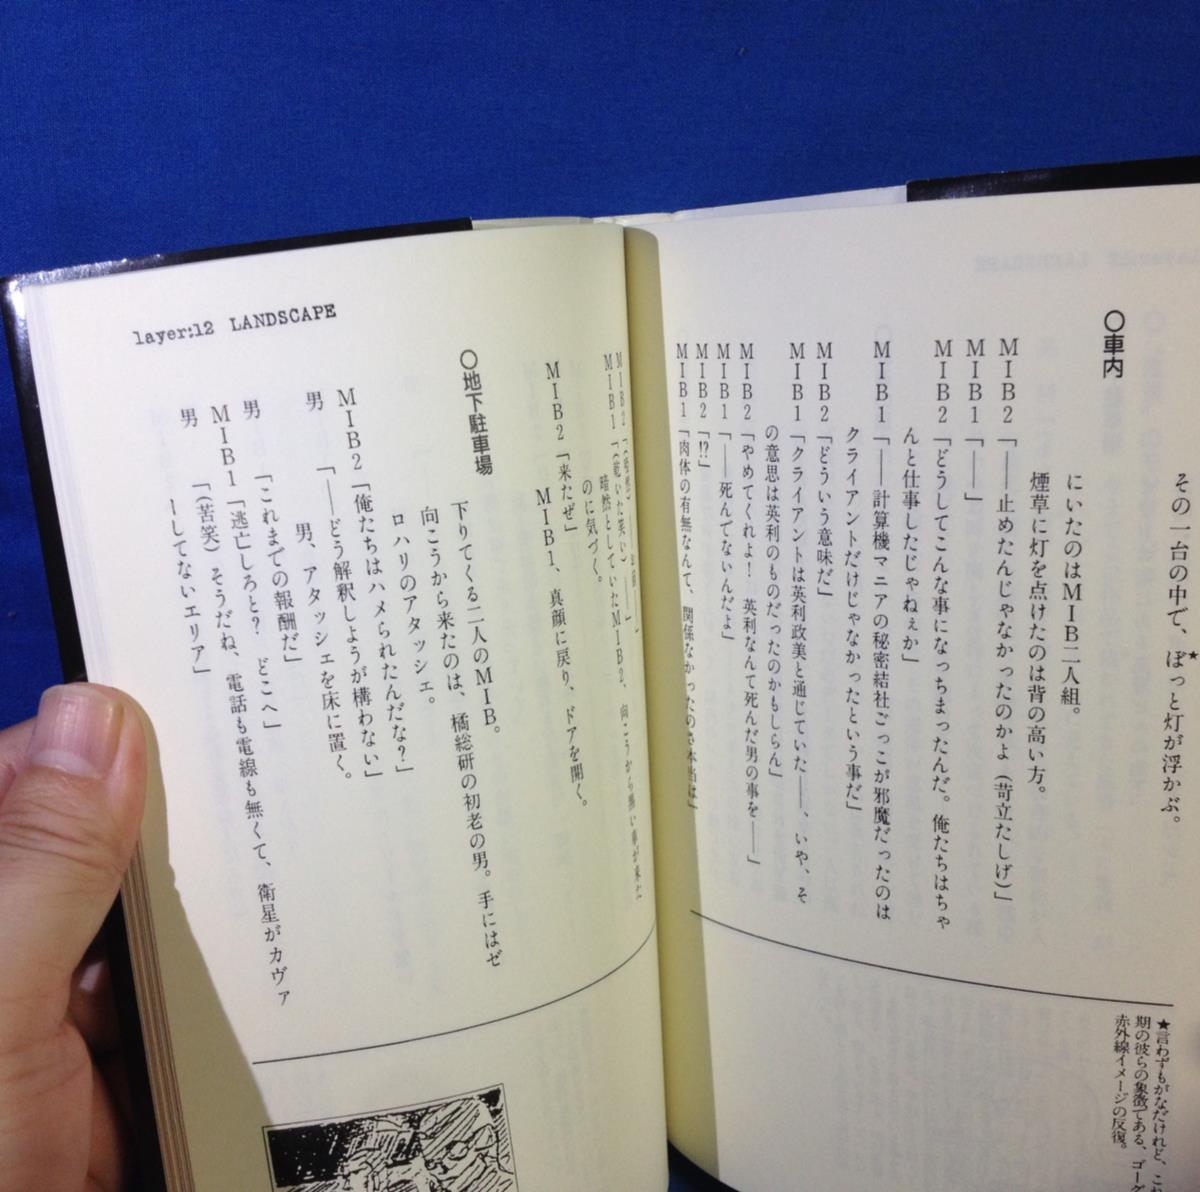 その一台の中で、ぽっと灯が浮かぶ。
★
〇車内
にいたのはMIB二人組。
煙草に灯を点けたのは背の高い方。
MIB2「――止めたんじゃなかったのかよ(苛立たしげ)」
MIB1「――」
MIB2「どうしてこんな事になっちまったんだ。俺たちはちゃ
んと仕事したじゃねぇか」
MIB1「――計算機マニアの秘密結社ごっこが邪魔だったのは
クライアントだけじゃなかったという事だ」
MIB2「どういう意味だ」
MIB1「クライアントは英利政美と通じていた――、いや、そ
の意思は英利のものだったのかもしらん」
MIB2「やめてくれよ! 英利なんて死んだ男の事を――」
MIB1「――死んでないんだよ」
MIB2「!?」
MIB1「肉体の有無なんて、関係なかったのさ本当は」
★言わずもがなだけれど、
期の彼らの象徴である、ゴーグ
赤外線イメージの反復。
layer:12 LANDSCAPE
MIB2
MIB1「(乾いた笑い)――」
暗然としていたMIB2、向こうから黒い車が来た
のに気づく。
MIB2「来たぜ」
MIB1、真顔に戻り、ドアを開く。
〇地下駐車場
下りてくる二人のMIB。
向こうから来たのは、橘総研の初老の男。手にはゼ
ロハリのアタッシェ。
MIB2「俺たちはハメられたんだな?」
男 「――どう解釈しようが構わない」
男、アタッシェを床に置く。
男 「これまでの報酬だ」
MIB1「逃亡しろと? どこへ」
男 「(苦笑)そうだね、電話も電線も無くて、衛星がカヴァ
ーしてないエリア」